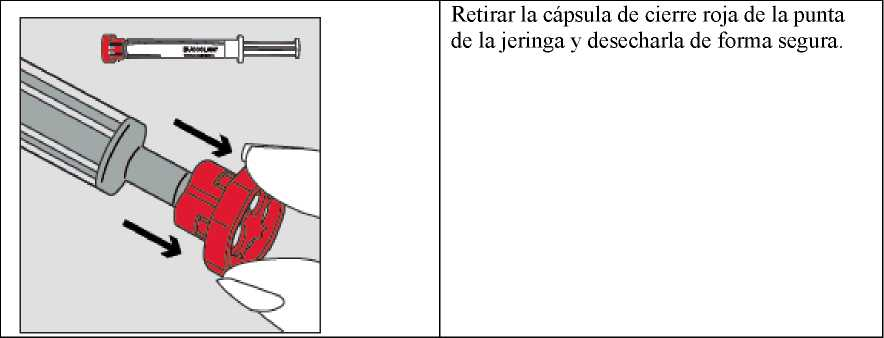 Retirar la cápsula de cierre roja de la punta
de la jeringa y desecharla de forma segura.